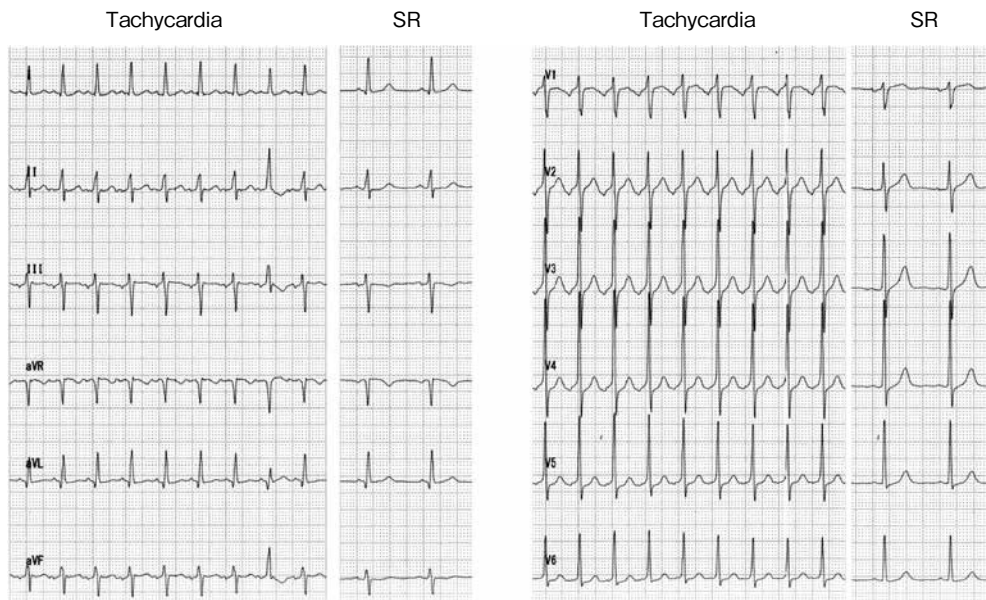 Tachycardia SR Tachycardia SR
I
II
III
aVR
aVL
aVF
V1
V2
V3
V4
V5
V6